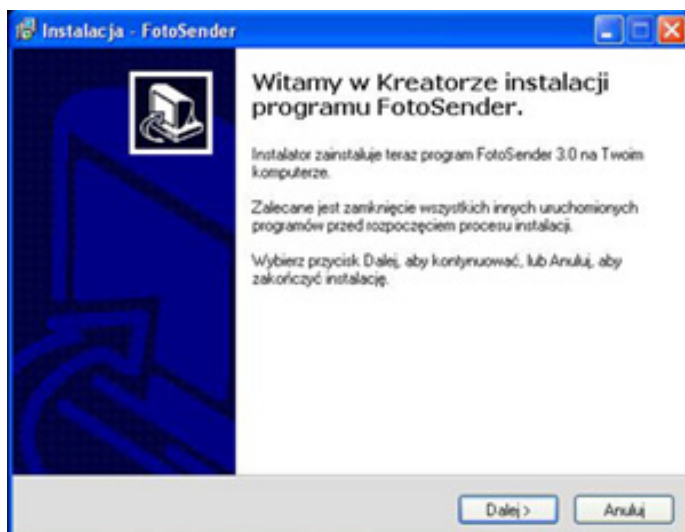 Instalacja - FotoSender
Witamy w Kreatorze instalacji
programu FotoSender.
Instalator zainstaluje teraz program FotoSender 3.0 na Twoim
komputerze.
Zalecane jest zamknięcie wszystkich innych uruchomionych
programów przed rozpoczęciem procesu instalacji.
Wybierz przycisk Dalej, aby kontynuować, lub Anuluj, aby
zakończyć instalację.
Dalej >
Anuluj